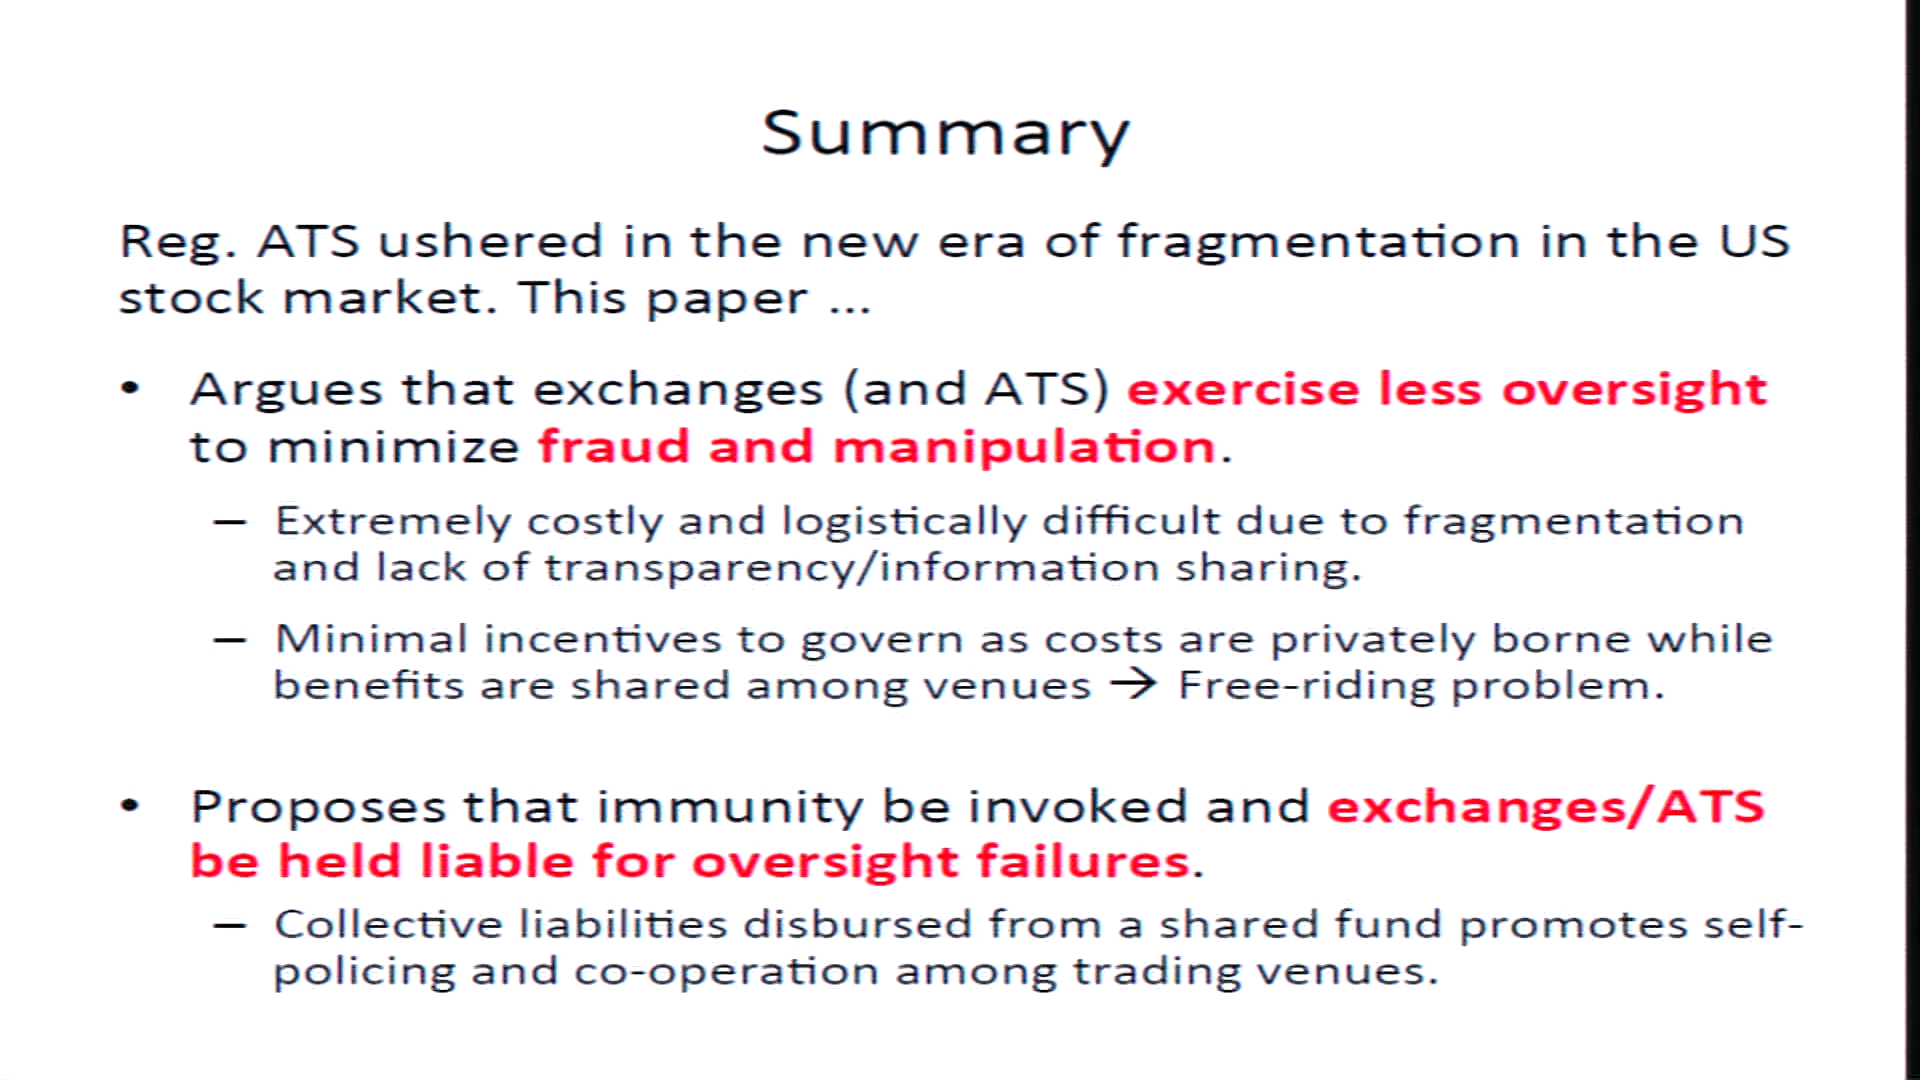 Summary
Reg. ATS ushered in the new era of fragmentation in the US
stock market. This paper ...
• Argues that exchanges (and ATS) exercise less oversight
to minimize fraud and manipulation.
– Extremely costly and logistically difficult due to fragmentation
and lack of transparency/information sharing.
– Minimal incentives to govern as costs are privately borne while
benefits are shared among venues → Free-riding problem.
• Proposes that immunity be invoked and exchanges/ATS
be held liable for oversight failures.
– Collective liabilities disbursed from a shared fund promotes self-
policing and co-operation among trading venues.